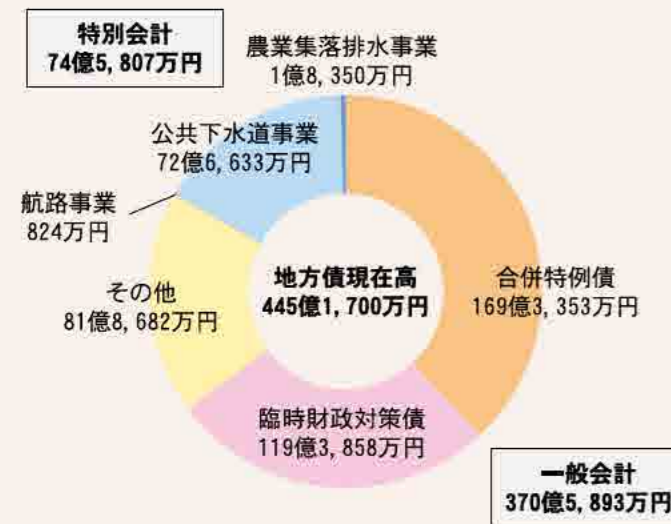 特別会計
74億5,807万円
農業集落排水事業
1億8,350万円
公共下水道事業
72億6,633万円
航路事業
824万円
地方債現在高
445億1,700万円
合併特例債
169億3,353万円
その他
81億8,682万円
臨時財政対策債
119億3,858万円
一般会計
370億5,893万円